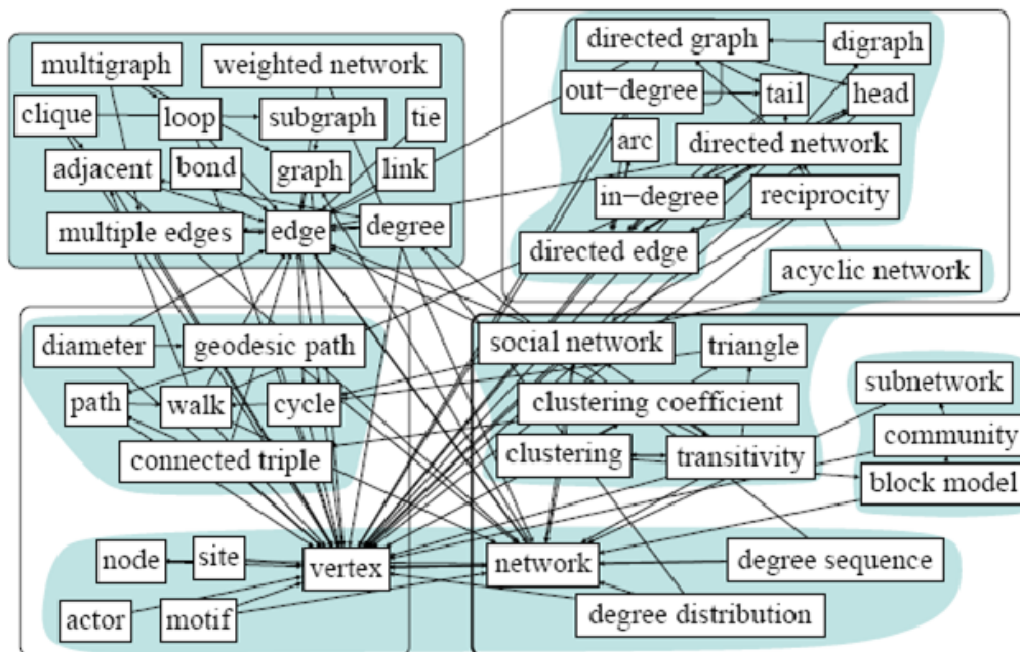 multigraph
weighted network
clique
loop
subgraph
tie
adjacent
bond
graph
link
multiple edges
edge
degree
directed graph
digraph
out-degree
tail
head
arc
directed network
in-degree
reciprocity
directed edge
acyclic network
diameter
geodesic path
path
walk
cycle
connected triple
social network
triangle
clustering coefficient
subnetwork
clustering
transitivity
community
block model
node
site
vertex
network
degree sequence
actor
motif
degree distribution